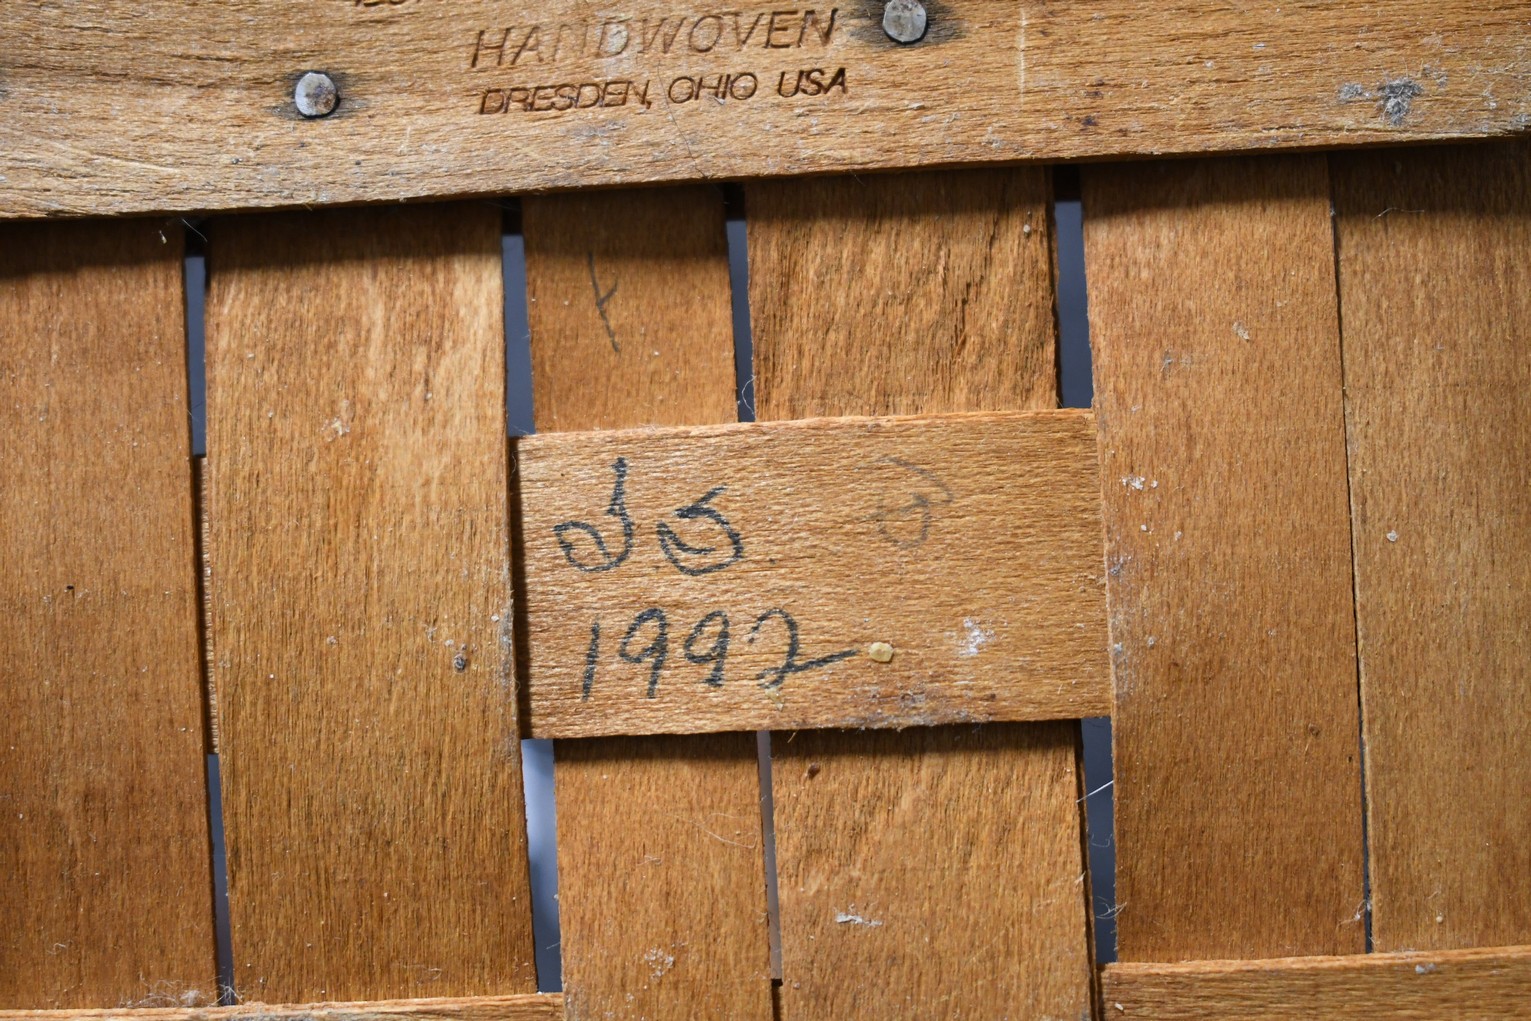 HANDWOVEN
DRESDEN, OHIO USA
1992